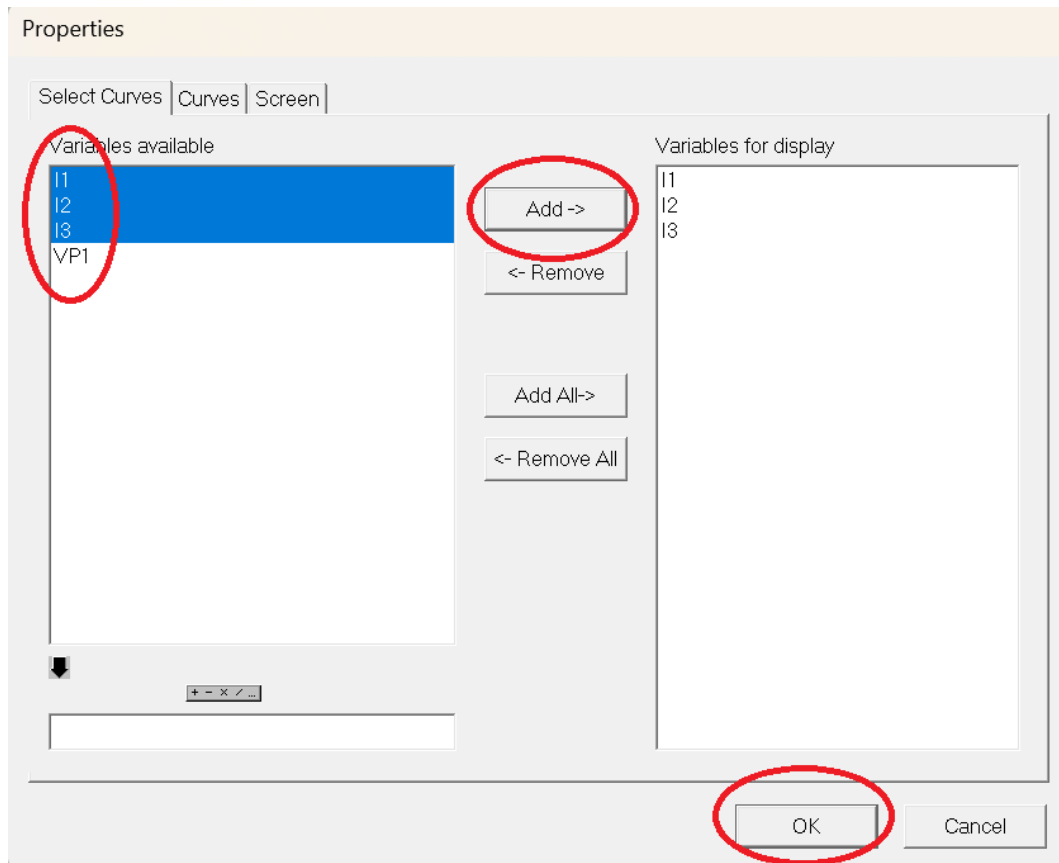 Properties
Select Curves Curves Screen
Variables available
I1
I2
I3
VP1
Add ->
<- Remove
Add All->
<- Remove All
Variables for display
I1
I2
I3
+ - × / ...
OK
Cancel